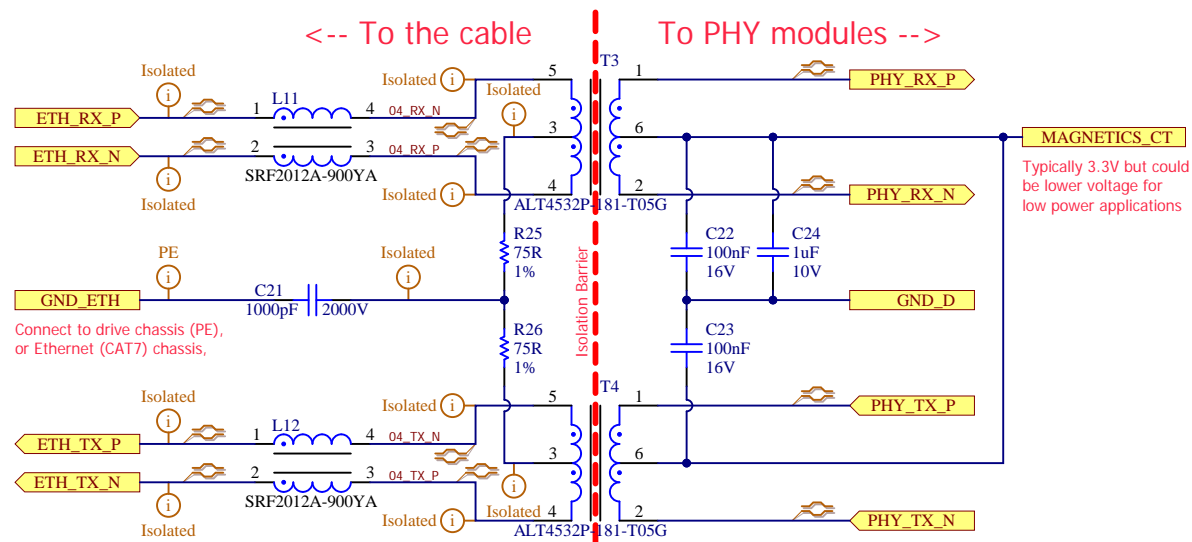 <-- To the cable
To PHY modules -->
Isolated
i
Isolated
i
T3
5
1
PHY_RX_P
Isolated
i
L11
1
4
04_RX_N
ETH_RX_P
3
6
MAGNETICS_CT
ETH_RX_N
2
3
04_RX_P
SRF2012A-900YA
i
Isolated
Isolated
i
4
2
PHY_RX_N
ALT4532P-181-T05G
Typically 3.3V but could
be lower voltage for
low power applications
R25
75R
1%
C22
100nF
16V
C24
1uF
10V
Isolation Barrier
PE
i
Isolated
i
GND_ETH
C21
1000pF
2000V
GND_D
Connect to drive chassis (PE),
or Ethernet (CAT7) chassis,
R26
75R
1%
C23
100nF
16V
T4
Isolated
i
Isolated
i
5
1
PHY_TX_P
L12
ETH_TX_P
1
4
04_TX_N
3
6
ETH_TX_N
2
3
04_TX_P
SRF2012A-900YA
i
Isolated
i
Isolated
Isolated
i
4
2
PHY_TX_N
ALT4532P-181-T05G